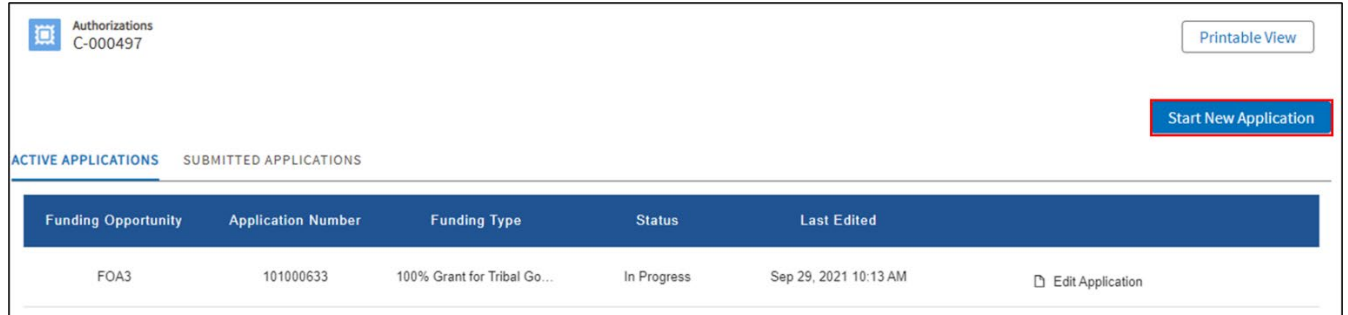 Authorizations
C-000497
Printable View
Start New Application
ACTIVE APPLICATIONS SUBMITTED APPLICATIONS
Funding Opportunity Application Number Funding Type Status Last Edited
FOA3 101000633 100% Grant for Tribal Go... In Progress Sep 29, 2021 10:13 AM Edit Application